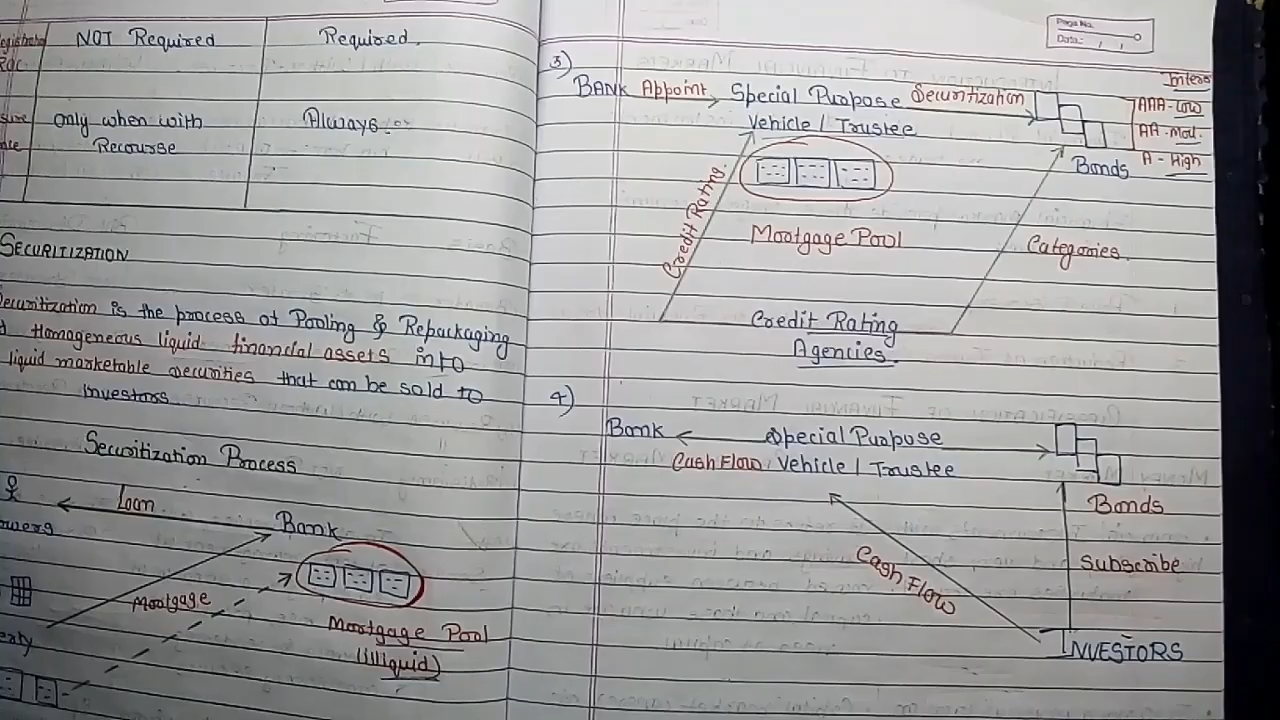 NOT Required
Required.
only when with
Recourse
Always
SECURITIZATION
Securitization is the process of Pooling & Repackaging
Homogeneous liquid financial assets into
liquid marketable securities that can be sold to
Investors.
Securitization Process
Loan
Bank
Mortgage
Mortgage Pool
(illiquid)
Page No.
Date:
3)
BANK Appoint Special Purpose Securitization
Vehicle / Trustee
AAA - Low
AA - Mod.
A - High
Bonds
Credit Rating
Mortgage Pool
Categories
Credit Rating
Agencies.
4)
Bank Special Purpose
Cash Flow Vehicle / Trustee
Bonds
Cash Flow
Subscribe
INVESTORS